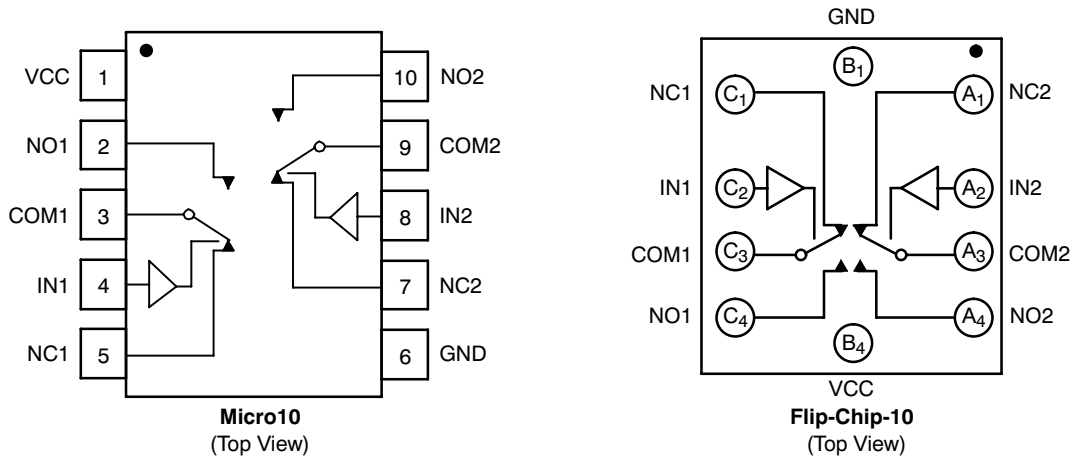 VCC 1 10 NO2
NO1 2 9 COM2
COM1 3 8 IN2
IN1 4 7 NC2
NC1 5 6 GND
Micro10
(Top View)
GND
B1
NC1 C1 A1 NC2
IN1 C2 A2 IN2
COM1 C3 A3 COM2
NO1 C4 A4 NO2
B4
VCC
Flip-Chip-10
(Top View)